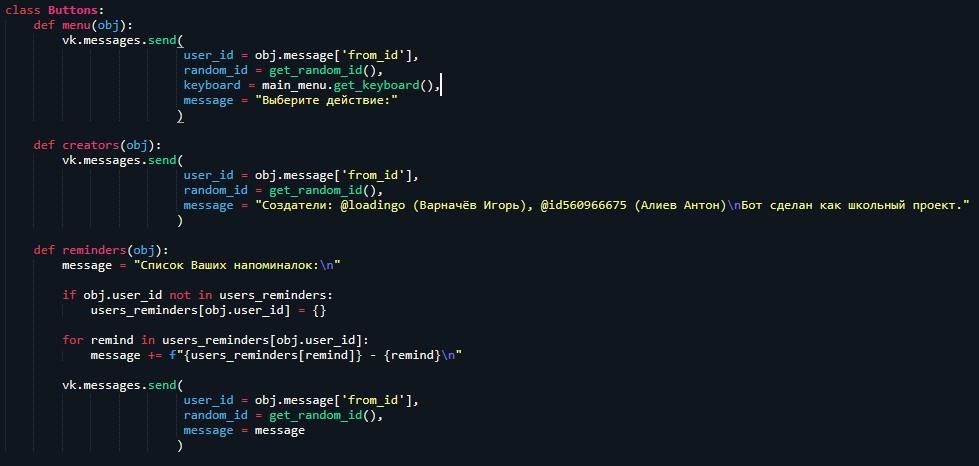 class Buttons:
def menu(obj):
vk.messages.send(
user_id = obj.message['from_id'],
random_id = get_random_id(),
keyboard = main_menu.get_keyboard(),
message = "Выберите действие:"
)
def creators(obj):
vk.messages.send(
user_id = obj.message['from_id'],
random_id = get_random_id(),
message = "Создатели: @loadingo (Варначёв Игорь), @id560966675 (Алиев Антон)\nБот сделан как школьный проект."
)
def reminders(obj):
message = "Список Ваших напоминалок:\n"
if obj.user_id not in users_reminders:
users_reminders[obj.user_id] = {}
for remind in users_reminders[obj.user_id]:
message += f"{users_reminders[remind]} - {remind}\n"
vk.messages.send(
user_id = obj.message['from_id'],
random_id = get_random_id(),
message = message
)